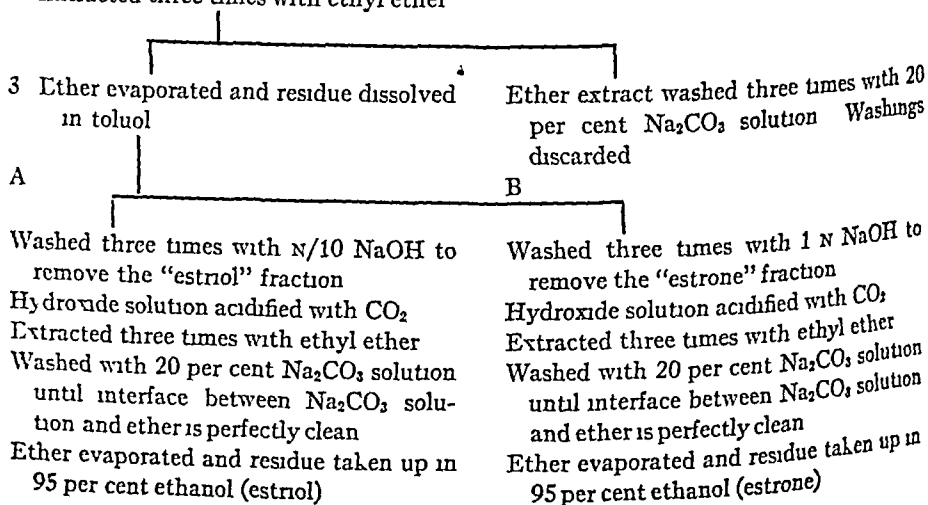 Extracted three times with ethyl ether
3 Ether evaporated and residue dissolved
in toluol
Ether extract washed three times with 20
per cent Na₂CO₃ solution Washings
discarded
A
Washed three times with N/10 NaOH to
remove the "estriol" fraction
Hydroxide solution acidified with CO₂
Extracted three times with ethyl ether
Washed with 20 per cent Na₂CO₃ solution
until interface between Na₂CO₃ solu-
tion and ether is perfectly clean
Ether evaporated and residue taken up in
95 per cent ethanol (estriol)
B
Washed three times with 1 N NaOH to
remove the "estrone" fraction
Hydroxide solution acidified with CO₂
Extracted three times with ethyl ether
Washed with 20 per cent Na₂CO₃ solution
until interface between Na₂CO₃ solution
and ether is perfectly clean
Ether evaporated and residue taken up in
95 per cent ethanol (estrone)